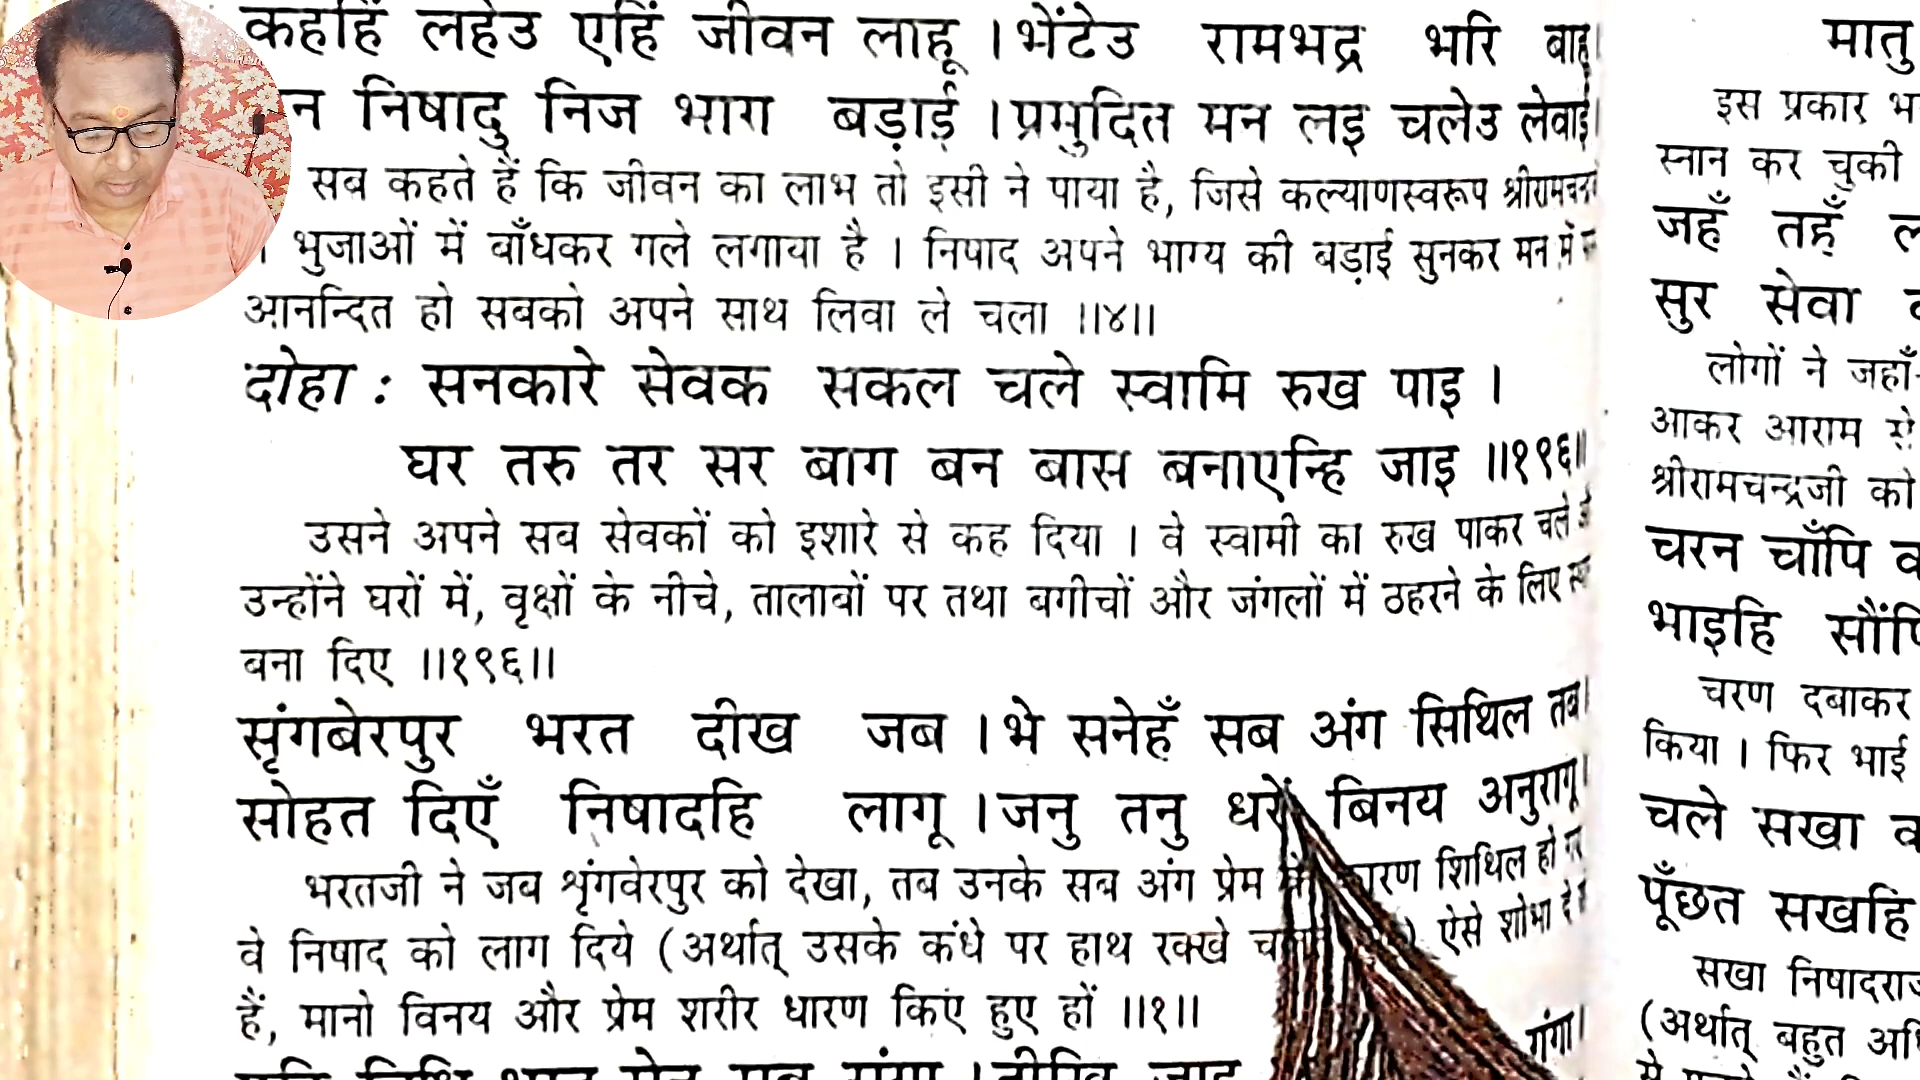 कहहिं लहेउ एहिं जीवन लाहू । भेंटेउ रामभद्र भरि बाहू।
निषादु निज भाग बड़ाई । प्रमुदित मन लइ चलेउ लेवाई।
सब कहते हैं कि जीवन का लाभ तो इसी ने पाया है, जिसे कल्याणस्वरूप
भुजाओं में बाँधकर गले लगाया है । निषाद अपने भाग्य की बड़ाई सुनकर मन में
आनन्दित हो सबको अपने साथ लिवा ले चला ॥४॥
दोहा : सनकारे सेवक सकल चले स्वामि रुख पाइ ।
घर तरु तर सर बाग बन बास बनाएन्हि जाइ ॥१९६॥
उसने अपने सब सेवकों को इशारे से कह दिया । वे स्वामी का रुख पाकर चले
उन्होंने घरों में, वृक्षों के नीचे, तालाबों पर तथा बगीचों और जंगलों में ठहरने के लिए
बना दिए ॥१९६॥
सृंगबेरपुर भरत दीख जब । भे सनेहँ सब अंग सिथिल तब।
सोहत दिएँ निषादहि लागू । जनु तनु धरें बिनय अनुरागू।
भरतजी ने जब श्रृंगवेरपुर को देखा, तब उनके सब अंग प्रेम शिथिल हो
वे निषाद को लाग दिये (अर्थात् उसके कंधे पर हाथ रक्खे ऐसे शोभा दे
हैं, मानो विनय और प्रेम शरीर धारण किए हुए हों ॥१॥
गंगा।
मातु
इस प्रकार
स्नान कर चुकी
जहँ तहँ
सुर सेवा
लोगों ने जहाँ-
आकर आराम से
श्रीरामचन्द्रजी को
चरन चाँपि
भाइहि
चरण दबाकर
किया । फिर भाई
चले सखा
पूँछत सखहि
सखा
(अर्थात् बहुत